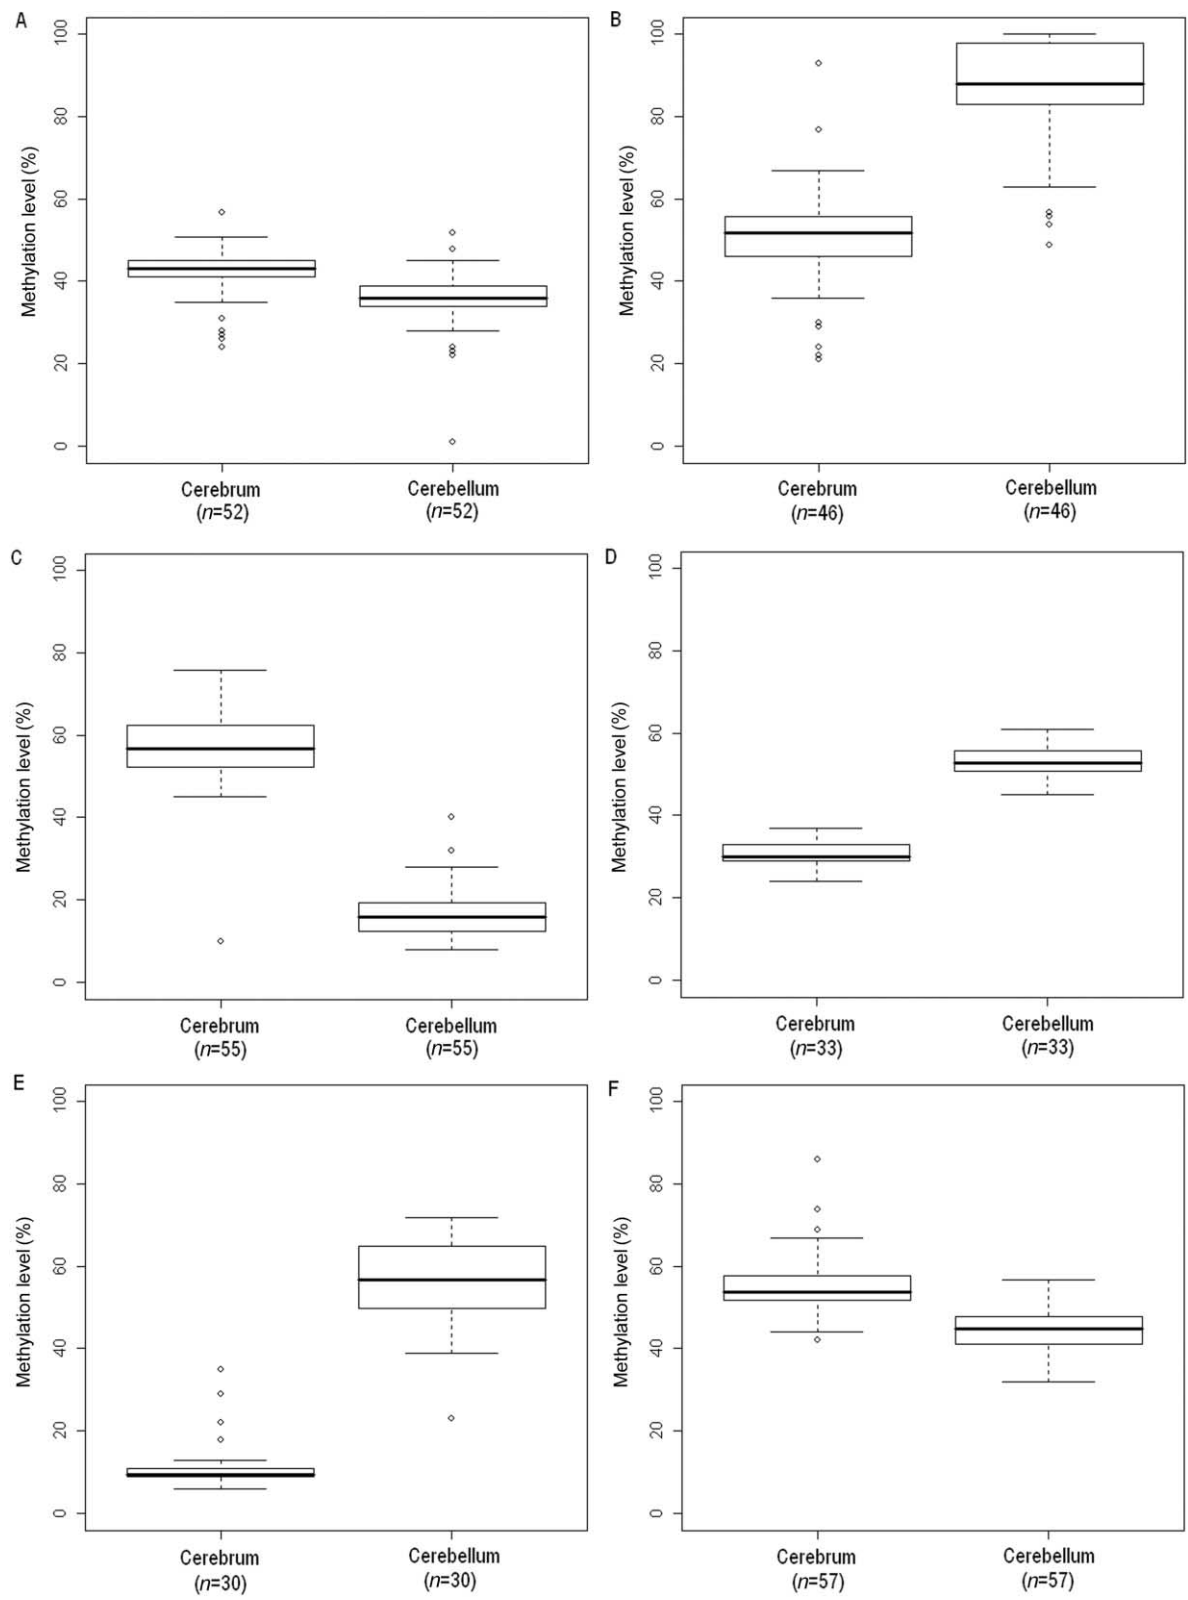 A
Methylation level (%)
100
80
60
40
20
0
Cerebrum
(n=52)
Cerebellum
(n=52)
B
Methylation level (%)
100
80
60
40
20
0
Cerebrum
(n=46)
Cerebellum
(n=46)
C
Methylation level (%)
100
80
60
40
20
0
Cerebrum
(n=55)
Cerebellum
(n=55)
D
Methylation level (%)
100
80
60
40
20
0
Cerebrum
(n=33)
Cerebellum
(n=33)
E
Methylation level (%)
100
80
60
40
20
0
Cerebrum
(n=30)
Cerebellum
(n=30)
F
Methylation level (%)
100
80
60
40
20
0
Cerebrum
(n=57)
Cerebellum
(n=57)